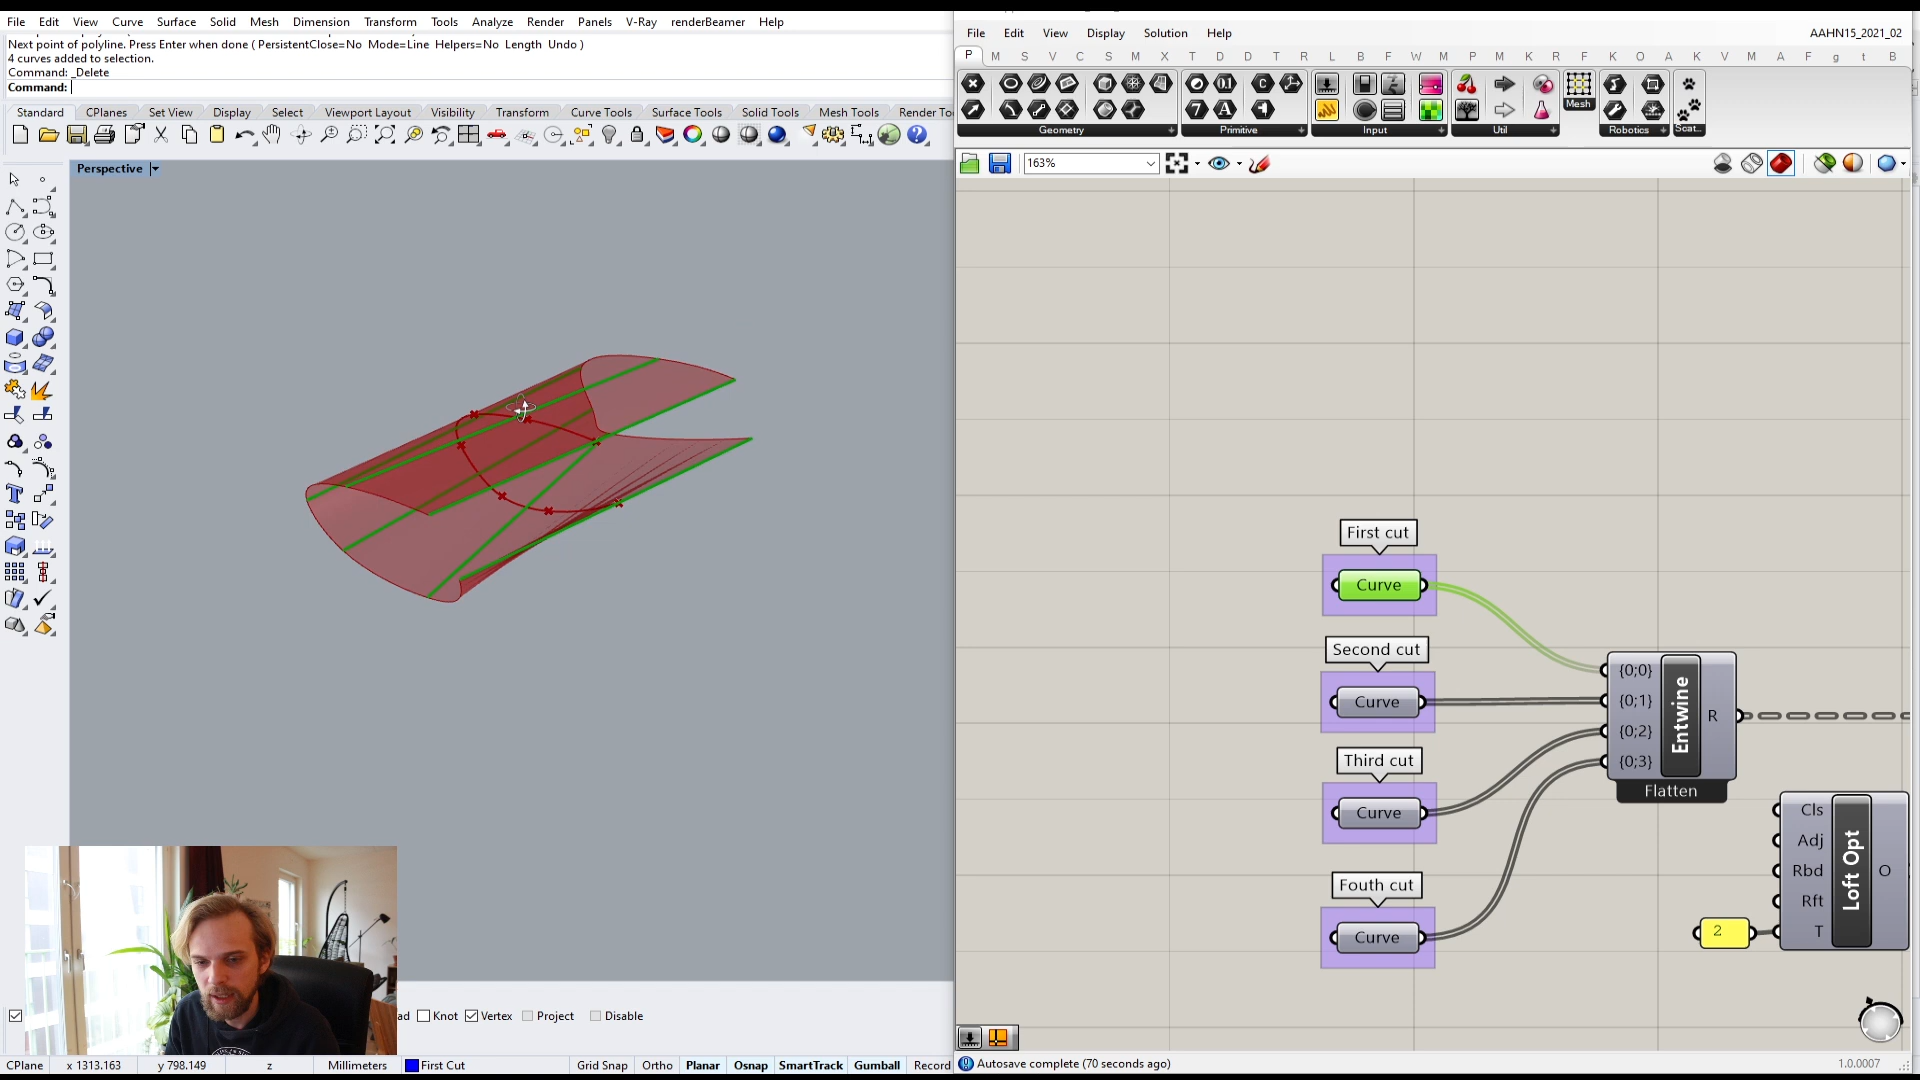 File Edit View Curve Surface Solid Mesh Dimension Transform Tools Analyze Render Panels V-Ray renderBeamer Help
Next point of polyline. Press Enter when done ( PersistentClose=No Mode=Line Helpers=No Length Undo )
4 curves added to selection.
Command: _Delete
Command:
Standard CPlanes Set View Display Select Viewport Layout Visibility Transform Curve Tools Surface Tools Solid Tools Mesh Tools Render To
Perspective
ad Knot Vertex Project Disable
CPlane x 1313.163 y 798.149 z Millimeters First Cut Grid Snap Ortho Planar Osnap SmartTrack Gumball Record
File Edit View Display Solution Help
AAHN15_2021_02
P M S V C S M X T D D T R L B F W M P M K R F K O A K V M A F g t B
Mesh
Geometry Primitive Input Util Robotics Scat..
163%
First cut
Curve
Second cut
Curve
Third cut
Curve
Fouth cut
Curve
{0;0}
{0;1}
{0;2}
{0;3}
Entwine
R
Flatten
Cls
Adj
Rbd
Rft
T
Loft Opt
O
2
Autosave complete (70 seconds ago)
1.0.0007